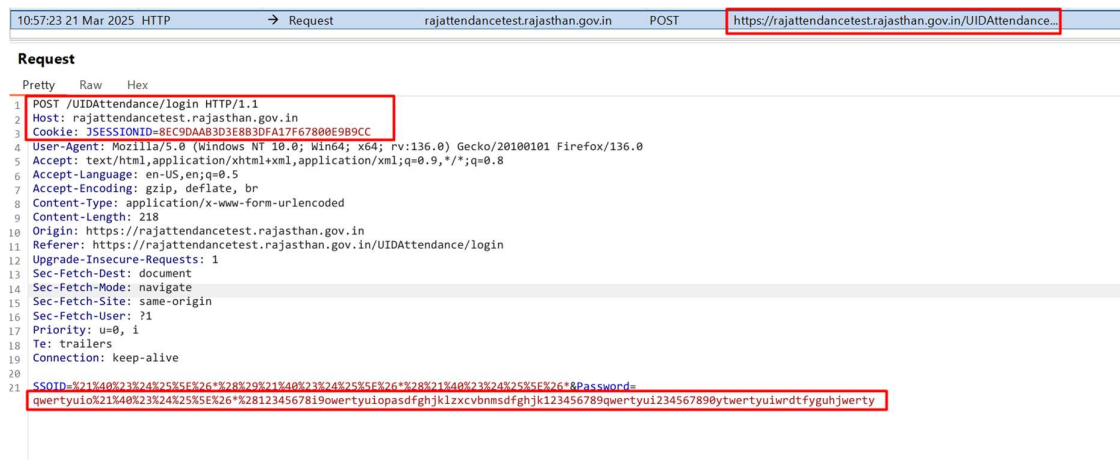 10:57:23 21 Mar 2025 HTTP → Request rajattendancetest.rajasthan.gov.in POST https://rajattendancetest.rajasthan.gov.in/UIDAttendance...
Request
Pretty Raw Hex
1 POST /UIDAttendance/login HTTP/1.1
2 Host: rajattendancetest.rajasthan.gov.in
3 Cookie: JSESSIONID=8EC9DAAB3D3E8B3DFA17F67800E9B9CC
4 User-Agent: Mozilla/5.0 (Windows NT 10.0; Win64; x64; rv:136.0) Gecko/20100101 Firefox/136.0
5 Accept: text/html,application/xhtml+xml,application/xml;q=0.9,*/*;q=0.8
6 Accept-Language: en-US,en;q=0.5
7 Accept-Encoding: gzip, deflate, br
8 Content-Type: application/x-www-form-urlencoded
9 Content-Length: 218
10 Origin: https://rajattendancetest.rajasthan.gov.in
11 Referer: https://rajattendancetest.rajasthan.gov.in/UIDAttendance/login
12 Upgrade-Insecure-Requests: 1
13 Sec-Fetch-Dest: document
14 Sec-Fetch-Mode: navigate
15 Sec-Fetch-Site: same-origin
16 Sec-Fetch-User: ?1
17 Priority: u=0, i
18 Te: trailers
19 Connection: keep-alive
20
21 SSOID=%21%40%23%24%25%5E%26*%28%29%21%40%23%24%25%5E%26*%28%21%40%23%24%25%5E%26*&Password=
qwertyuio%21%40%23%24%25%5E%26*%2812345678i9owertyuiopasdfghjklzxcvbnmsdfghjk123456789qwertyui234567890ytwertyuiwrdtfyguhjwerty